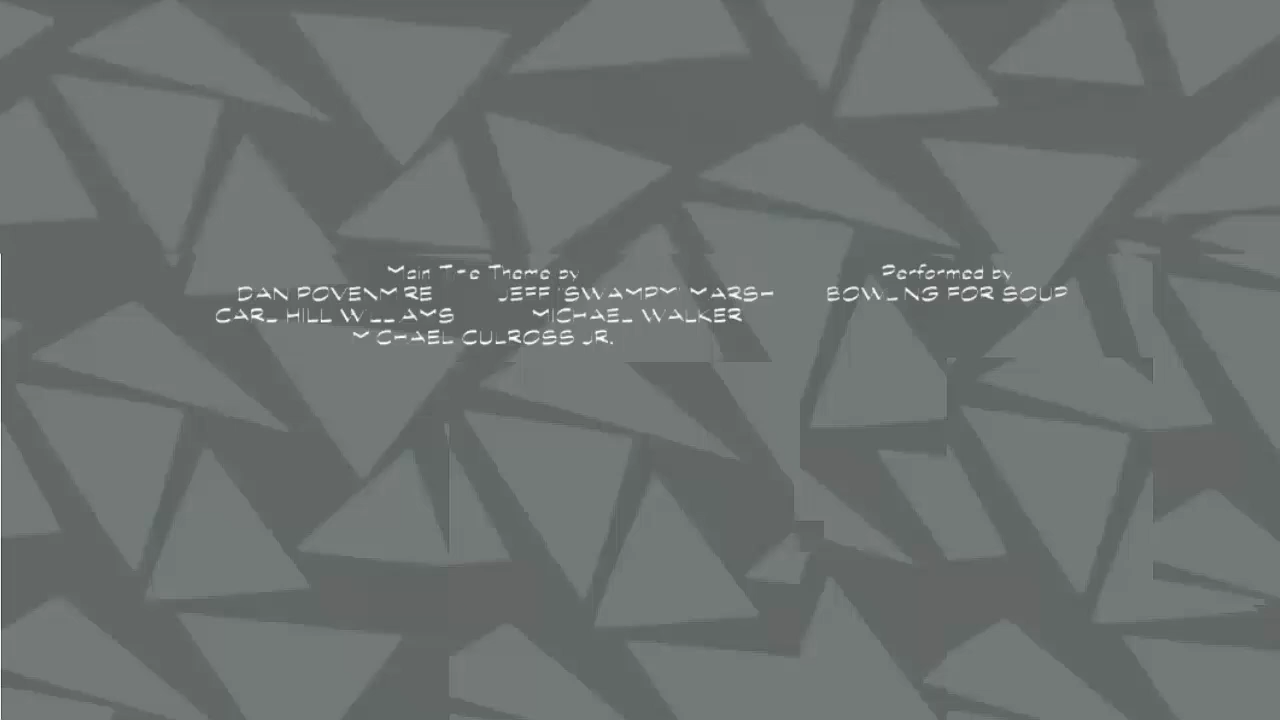 Main Title Theme by
DAN POVENMIRE JEFF "SWAMPY" MARSH
CARL HILL WILLIAMS MICHAEL WALKER
MICHAEL CULROSS JR.
Performed by
BOWLING FOR SOUP